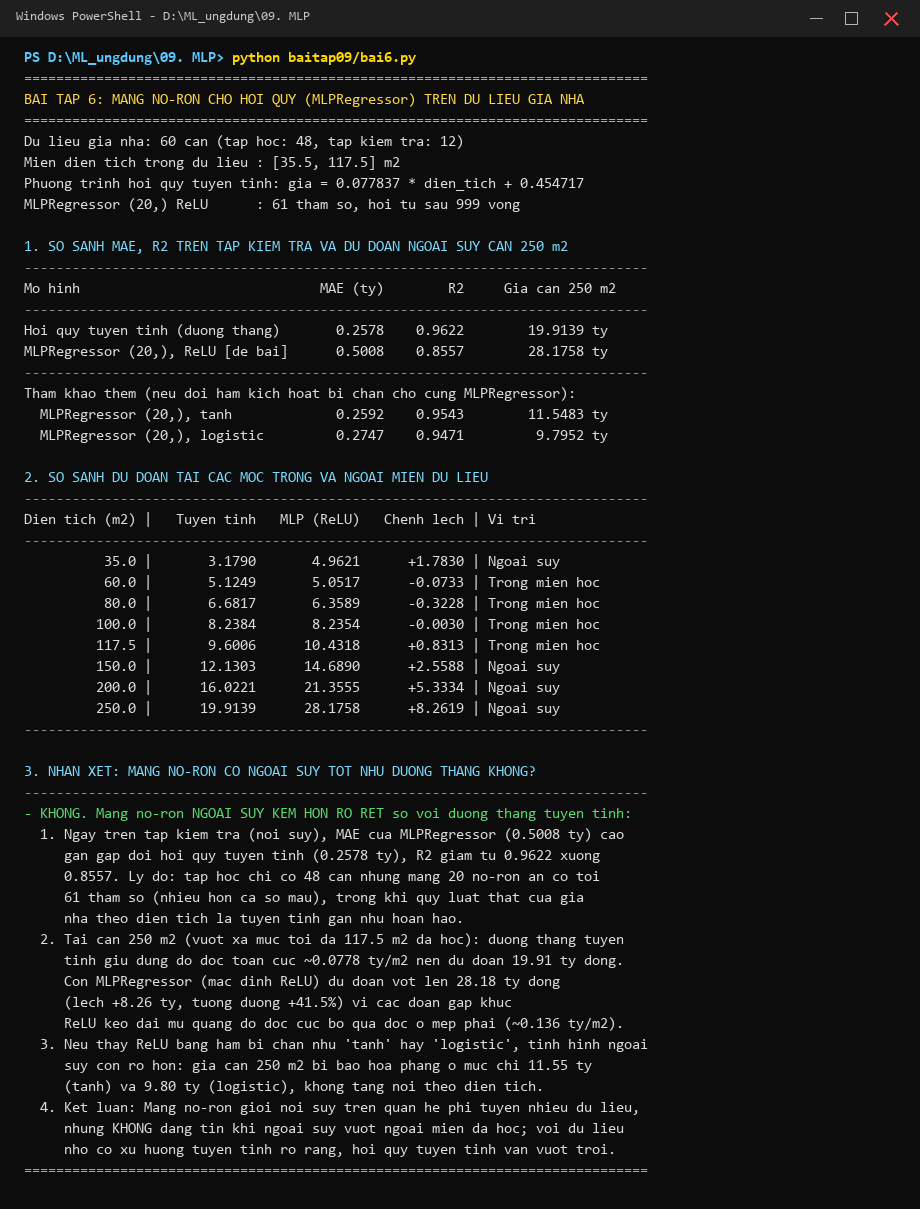 Windows PowerShell - D:\ML_ungdung\09. MLP
PS D:\ML_ungdung\09. MLP> python baitap09/bai6.py
==============================================================================
BAI TAP 6: MANG NO-RON CHO HOI QUY (MLPRegressor) TREN DU LIEU GIA NHA
==============================================================================
Du lieu gia nha: 60 can (tap hoc: 48, tap kiem tra: 12)
Mien dien tich trong du lieu : [35.5, 117.5] m2
Phuong trinh hoi quy tuyen tinh: gia = 0.077837 * dien_tich + 0.454717
MLPRegressor (20,) ReLU      : 61 tham so, hoi tu sau 999 vong
1. SO SANH MAE, R2 TREN TAP KIEM TRA VA DU DOAN NGOAI SUY CAN 250 m2
------------------------------------------------------------------------------
Mo hinh                              MAE (ty)        R2     Gia can 250 m2
------------------------------------------------------------------------------
Hoi quy tuyen tinh (duong thang)       0.2578    0.9622        19.9139 ty
MLPRegressor (20,), ReLU [de bai]      0.5008    0.8557        28.1758 ty
------------------------------------------------------------------------------
Tham khao them (neu doi ham kich hoat bi chan cho cung MLPRegressor):
  MLPRegressor (20,), tanh             0.2592    0.9543        11.5483 ty
  MLPRegressor (20,), logistic         0.2747    0.9471         9.7952 ty
2. SO SANH DU DOAN TAI CAC MOC TRONG VA NGOAI MIEN DU LIEU
------------------------------------------------------------------------------
Dien tich (m2) |   Tuyen tinh   MLP (ReLU)   Chenh lech | Vi tri
------------------------------------------------------------------------------
          35.0 |       3.1790       4.9621      +1.7830 | Ngoai suy
          60.0 |       5.1249       5.0517      -0.0733 | Trong mien hoc
          80.0 |       6.6817       6.3589      -0.3228 | Trong mien hoc
         100.0 |       8.2384       8.2354      -0.0030 | Trong mien hoc
         117.5 |       9.6006      10.4318      +0.8313 | Trong mien hoc
         150.0 |      12.1303      14.6890      +2.5588 | Ngoai suy
         200.0 |      16.0221      21.3555      +5.3334 | Ngoai suy
         250.0 |      19.9139      28.1758      +8.2619 | Ngoai suy
------------------------------------------------------------------------------
3. NHAN XET: MANG NO-RON CO NGOAI SUY TOT NHU DUONG THANG KHONG?
------------------------------------------------------------------------------
- KHONG. Mang no-ron NGOAI SUY KEM HON RO RET so voi duong thang tuyen tinh:
  1. Ngay tren tap kiem tra (noi suy), MAE cua MLPRegressor (0.5008 ty) cao
     gan gap doi hoi quy tuyen tinh (0.2578 ty), R2 giam tu 0.9622 xuong
     0.8557. Ly do: tap hoc chi co 48 can nhung mang 20 no-ron an co toi
     61 tham so (nhieu hon ca so mau), trong khi quy luat that cua gia
     nha theo dien tich la tuyen tinh gan nhu hoan hao.
  2. Tai can 250 m2 (vuot xa muc toi da 117.5 m2 da hoc): duong thang tuyen
     tinh giu dung do doc toan cuc ~0.0778 ty/m2 nen du doan 19.91 ty dong.
     Con MLPRegressor (mac dinh ReLU) du doan vot len 28.18 ty dong
     (lech +8.26 ty, tuong duong +41.5%) vi cac doan gap khuc
     ReLU keo dai mu quang do doc cuc bo qua doc o mep phai (~0.136 ty/m2).
  3. Neu thay ReLU bang ham bi chan nhu 'tanh' hay 'logistic', tinh hinh ngoai
     suy con ro hon: gia can 250 m2 bi bao hoa phang o muc chi 11.55 ty
     (tanh) va 9.80 ty (logistic), khong tang noi theo dien tich.
  4. Ket luan: Mang no-ron gioi noi suy tren quan he phi tuyen nhieu du lieu,
     nhung KHONG dang tin khi ngoai suy vuot ngoai mien da hoc; voi du lieu
     nho co xu huong tuyen tinh ro rang, hoi quy tuyen tinh van vuot troi.
==============================================================================